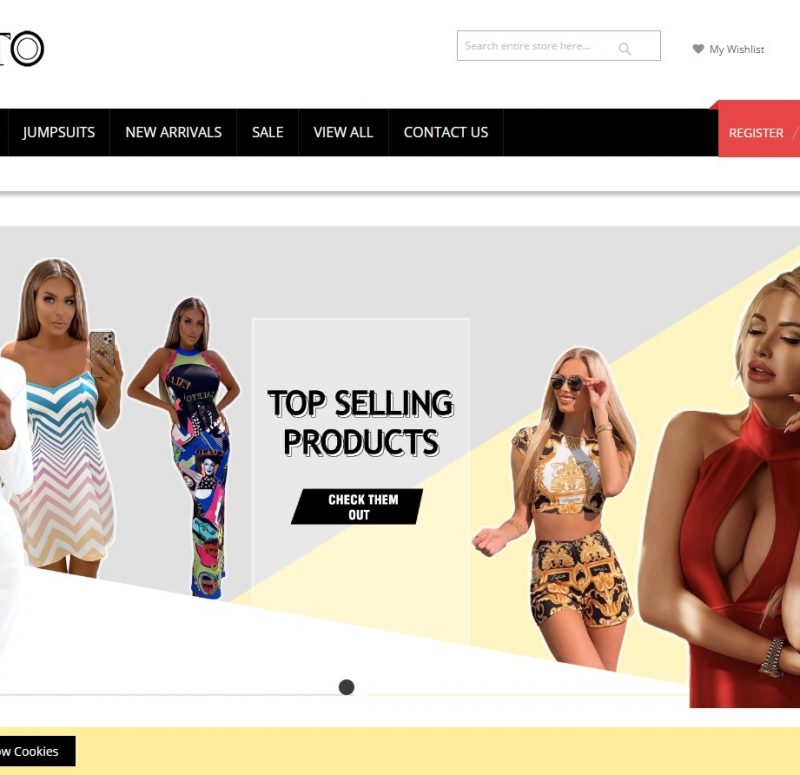 TO
Search entire store here...
My Wishlist
JUMPSUITS
NEW ARRIVALS
SALE
VIEW ALL
CONTACT US
REGISTER /
TOP SELLING
PRODUCTS
CHECK THEM
OUT
ow Cookies